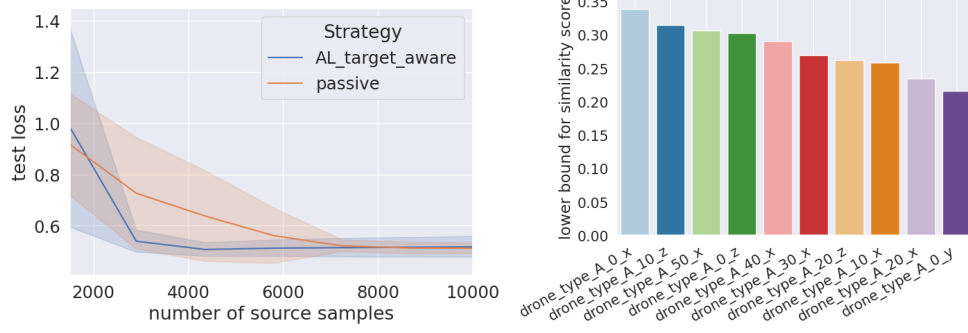 1.4
1.2
1.0
0.8
0.6
test loss
Strategy
AL_target_aware
passive
2000
4000
6000
8000
10000
number of source samples
lower bound for similarity score
0.35
0.30
0.25
0.20
0.15
0.10
0.05
0.00
drone_type_A_0_x
drone_type_A_10_z
drone_type_A_50_x
drone_type_A_0_z
drone_type_A_40_x
drone_type_A_30_x
drone_type_A_20_z
drone_type_A_10_x
drone_type_A_20_x
drone_type_A_0_y